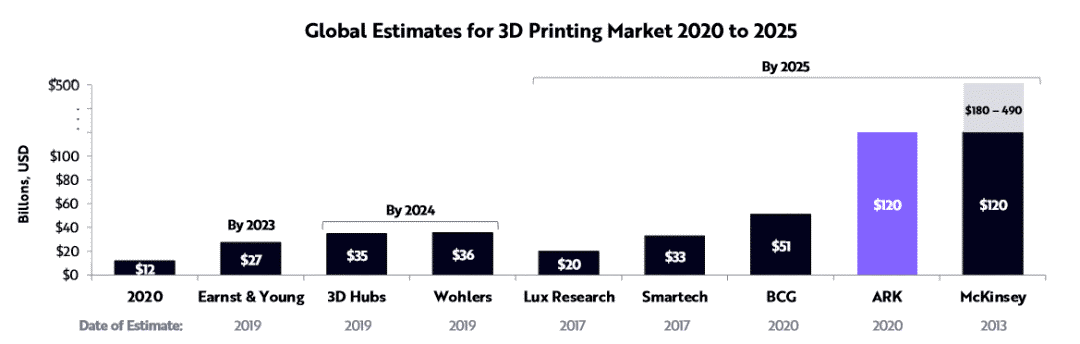 Global Estimates for 3D Printing Market 2020 to 2025
By 2025
$500
$180 – 490
$100
$80
$60
$40
$20
$0
Billons, USD
By 2023
By 2024
$12
$27
$35
$36
$20
$33
$51
$120
$120
2020 Earnst & Young 3D Hubs Wohlers Lux Research Smartech BCG ARK McKinsey
Date of Estimate: 2019 2019 2019 2017 2017 2020 2020 2013